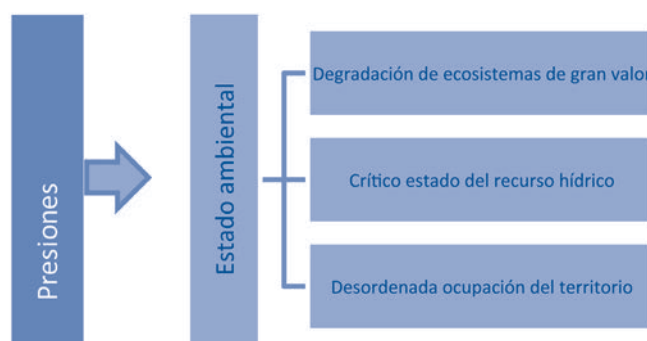 Presiones
Estado ambiental
Degradación de ecosistemas de gran valor
Crítico estado del recurso hídrico
Desordenada ocupación del territorio